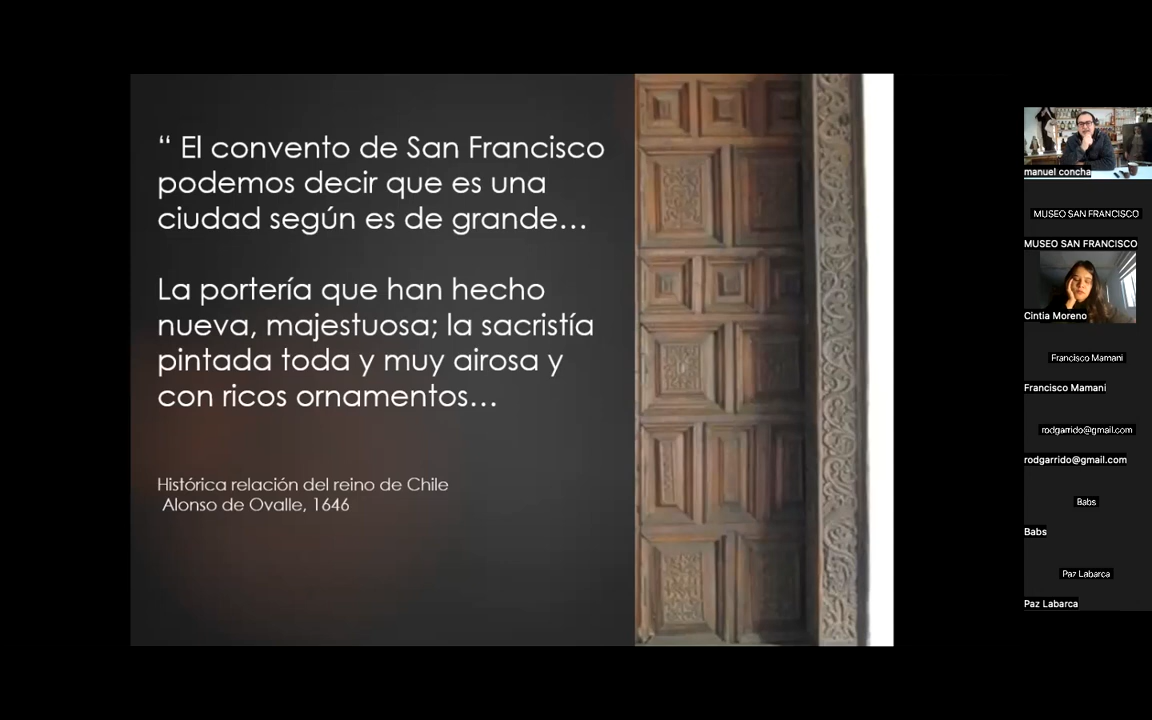 “ El convento de San Francisco
podemos decir que es una
ciudad según es de grande...
La portería que han hecho
nueva, majestuosa; la sacristía
pintada toda y muy airosa y
con ricos ornamentos...
Histórica relación del reino de Chile
Alonso de Ovalle, 1646
manuel concha
MUSEO SAN FRANCISCO
MUSEO SAN FRANCISCO
Cintia Moreno
Francisco Mamani
Francisco Mamani
rodgarrido@gmail.com
rodgarrido@gmail.com
Babs
Babs
Paz Labarca
Paz Labarca